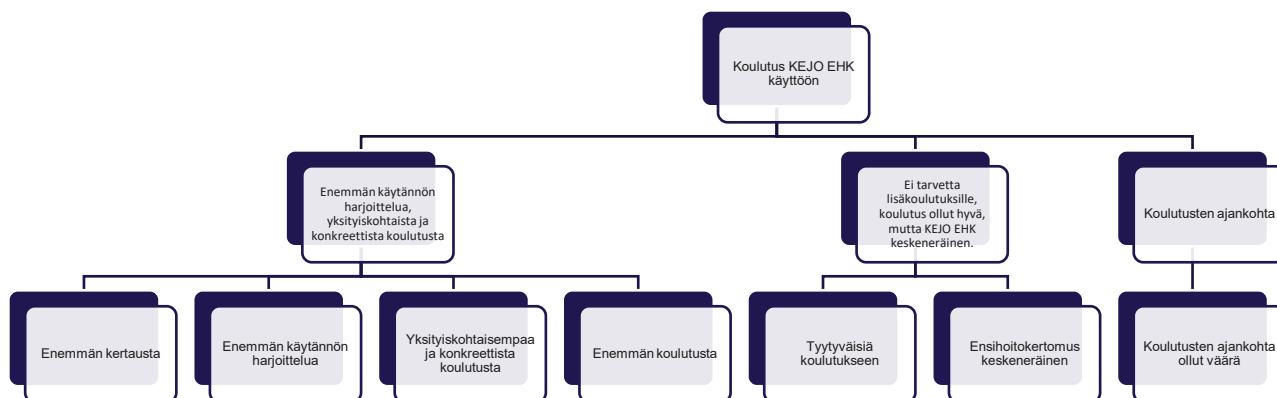 Koulutus KEJO EHK
käyttöön
Enemmän käytännön
harjoittelua,
yksityiskohtaista ja
konkreettista koulutusta
Ei tarvetta
lisäkoulutuksille,
koulutus ollut hyvä,
mutta KEJO EHK
keskeneräinen.
Koulutusten ajankohta
Enemmän kertausta
Enemmän käytännön
harjoittelua
Yksityiskohtaisempaa
ja konkreettista
koulutusta
Enemmän koulutusta
Tyytyväisiä
koulutukseen
Ensihoitokertomus
keskeneräinen
Koulutusten ajankohta
ollut väärä